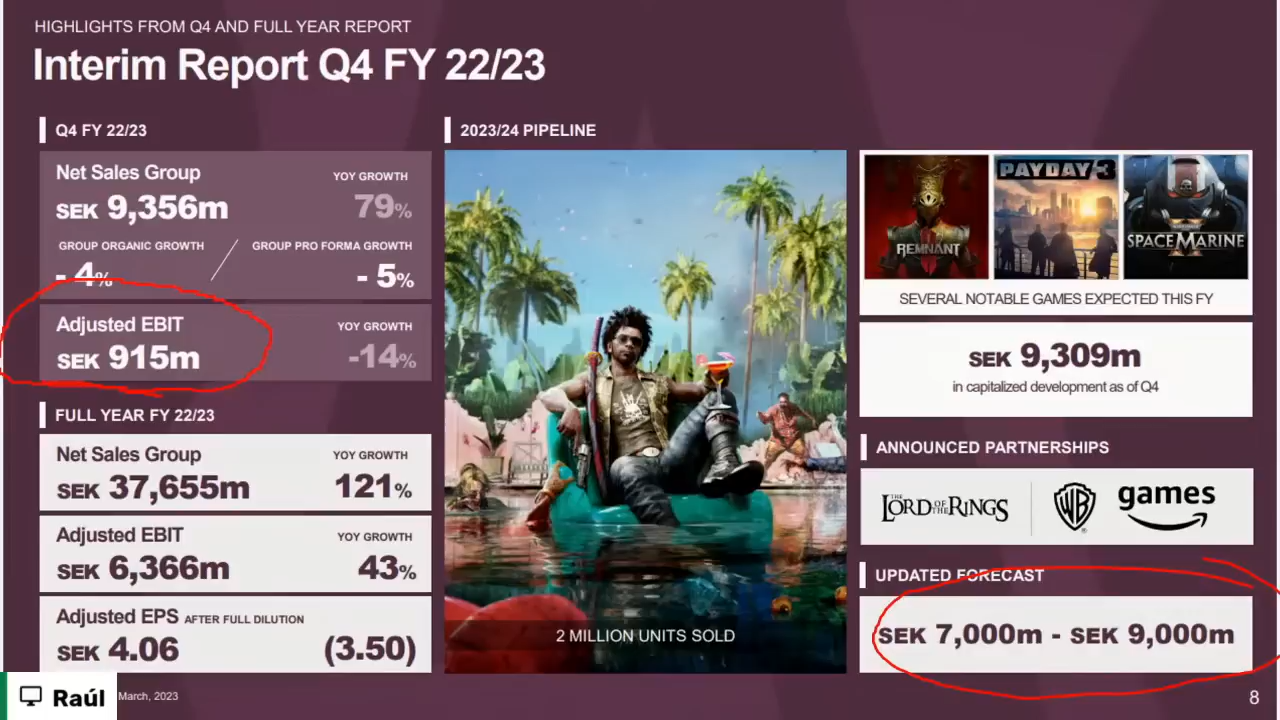 HIGHLIGHTS FROM Q4 AND FULL YEAR REPORT
Interim Report Q4 FY 22/23
Q4 FY 22/23
Net Sales Group
YOY GROWTH
SEK 9,356m
79%
GROUP ORGANIC GROWTH
GROUP PRO FORMA GROWTH
- 4%
- 5%
Adjusted EBIT
YOY GROWTH
SEK 915m
-14%
FULL YEAR FY 22/23
Net Sales Group
YOY GROWTH
SEK 37,655m
121%
Adjusted EBIT
YOY GROWTH
SEK 6,366m
43%
Adjusted EPS AFTER FULL DILUTION
SEK 4.06
(3.50)
2023/24 PIPELINE
2 MILLION UNITS SOLD
REMNANT
PAYDAY 3
SPACE MARINE
SEVERAL NOTABLE GAMES EXPECTED THIS FY
SEK 9,309m
in capitalized development as of Q4
ANNOUNCED PARTNERSHIPS
THE LORD OF THE RINGS
WB
games
UPDATED FORECAST
SEK 7,000m - SEK 9,000m
Raúl
March, 2023
8